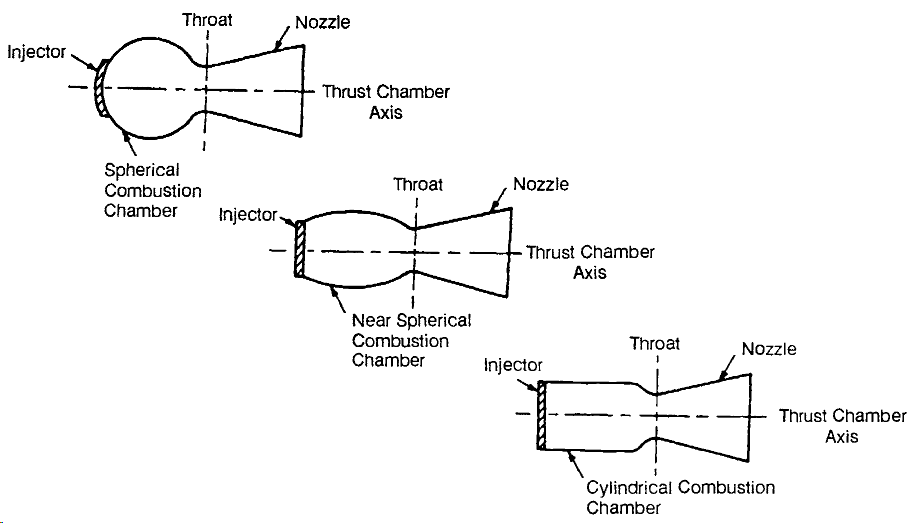 Throat
Nozzle
Injector
Thrust Chamber
Axis
Spherical
Combustion
Chamber
Throat
Nozzle
Injector
Thrust Chamber
Axis
Near Spherical
Combustion
Chamber
Throat
Nozzle
Injector
Thrust Chamber
Axis
Cylindrical Combustion
Chamber